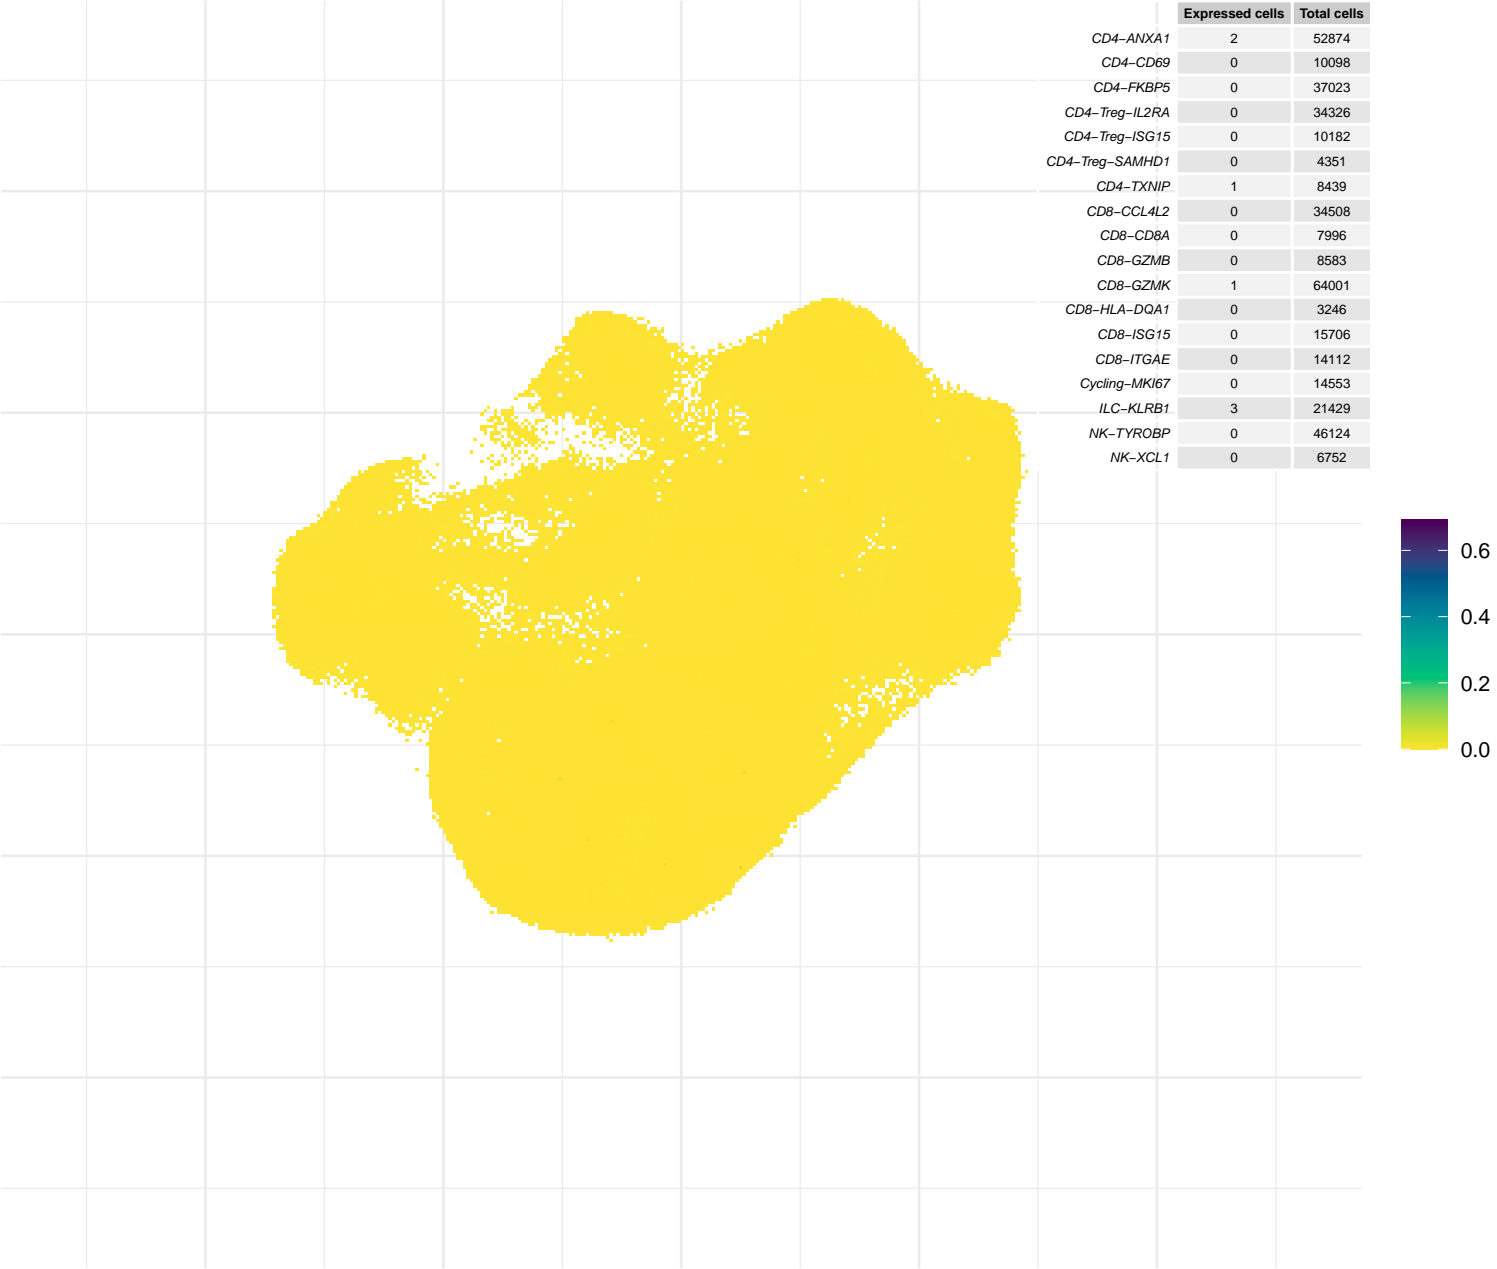 Expressed cells Total cells
CD4−ANXA1 2 52874
CD4−CD69 0 10098
CD4−FKBP5 0 37023
CD4−Treg−IL2RA 0 34326
CD4−Treg−ISG15 0 10182
CD4−Treg−SAMHD1 0 4351
CD4−TXNIP 1 8439
CD8−CCL4L2 0 34508
CD8−CD8A 0 7996
CD8−GZMB 0 8583
CD8−GZMK 1 64001
CD8−HLA−DQA1 0 3246
CD8−ISG15 0 15706
CD8−ITGAE 0 14112
Cycling−MKI67 0 14553
ILC−KLRB1 3 21429
NK−TYROBP 0 46124
NK−XCL1 0 6752
0.6
0.4
0.2
0.0